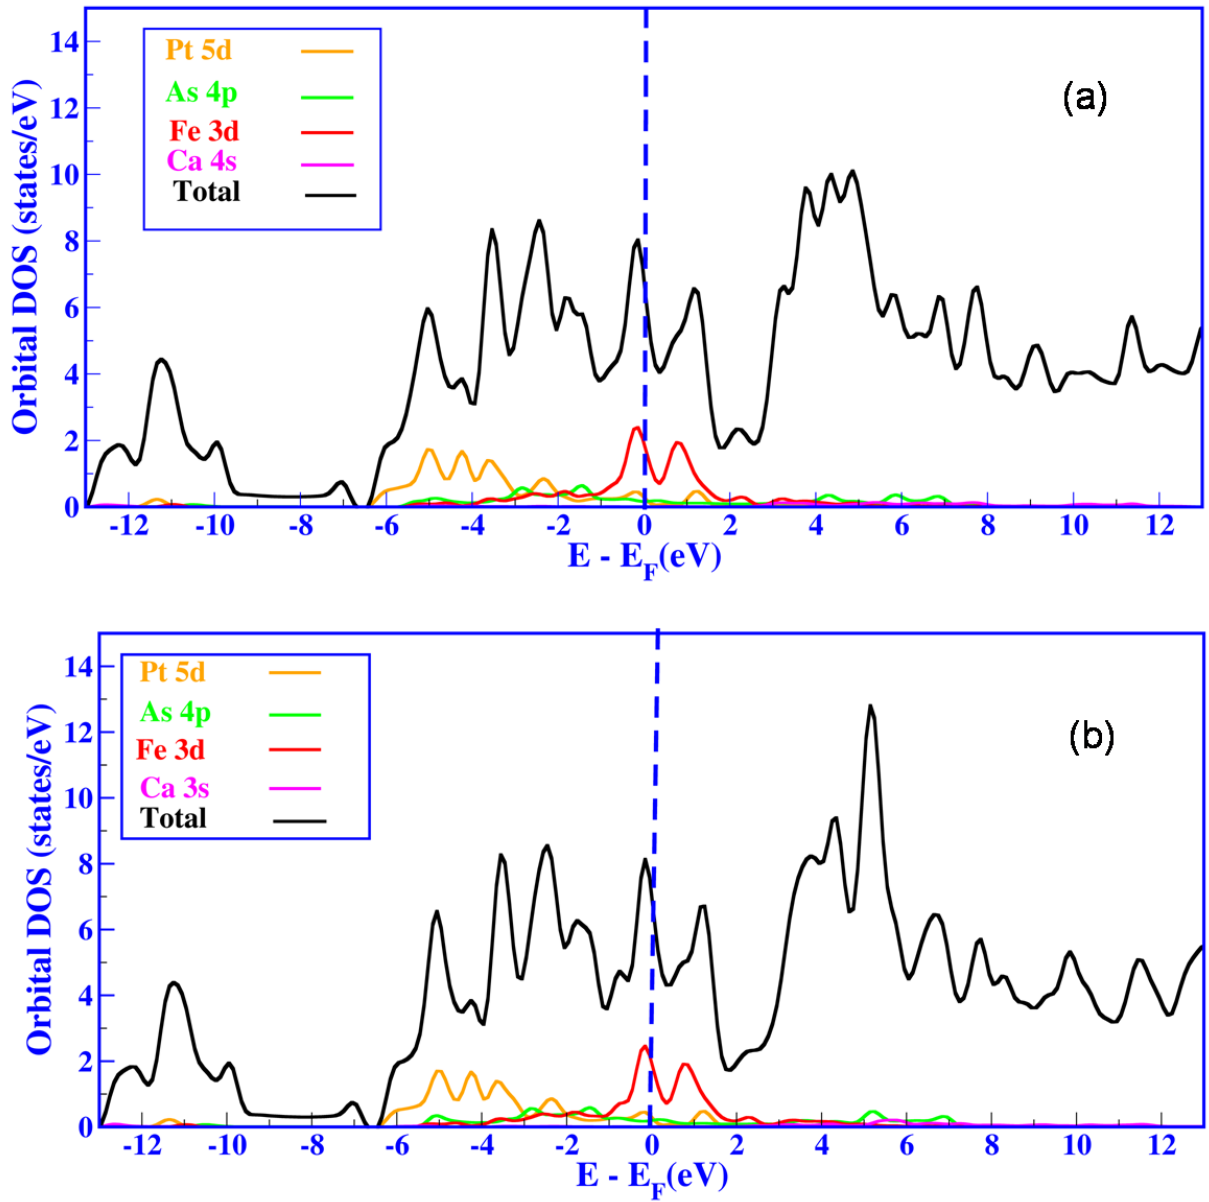 14
12
10
8
6
4
2
0
Orbital DOS (states/eV)
Pt 5d
As 4p
Fe 3d
Ca 4s
Total
(a)
-12 -10 -8 -6 -4 -2 0 2 4 6 8 10 12
E - EF(eV)
14
12
10
8
6
4
2
0
Orbital DOS (states/eV)
Pt 5d
As 4p
Fe 3d
Ca 3s
Total
(b)
-12 -10 -8 -6 -4 -2 0 2 4 6 8 10 12
E - EF(eV)